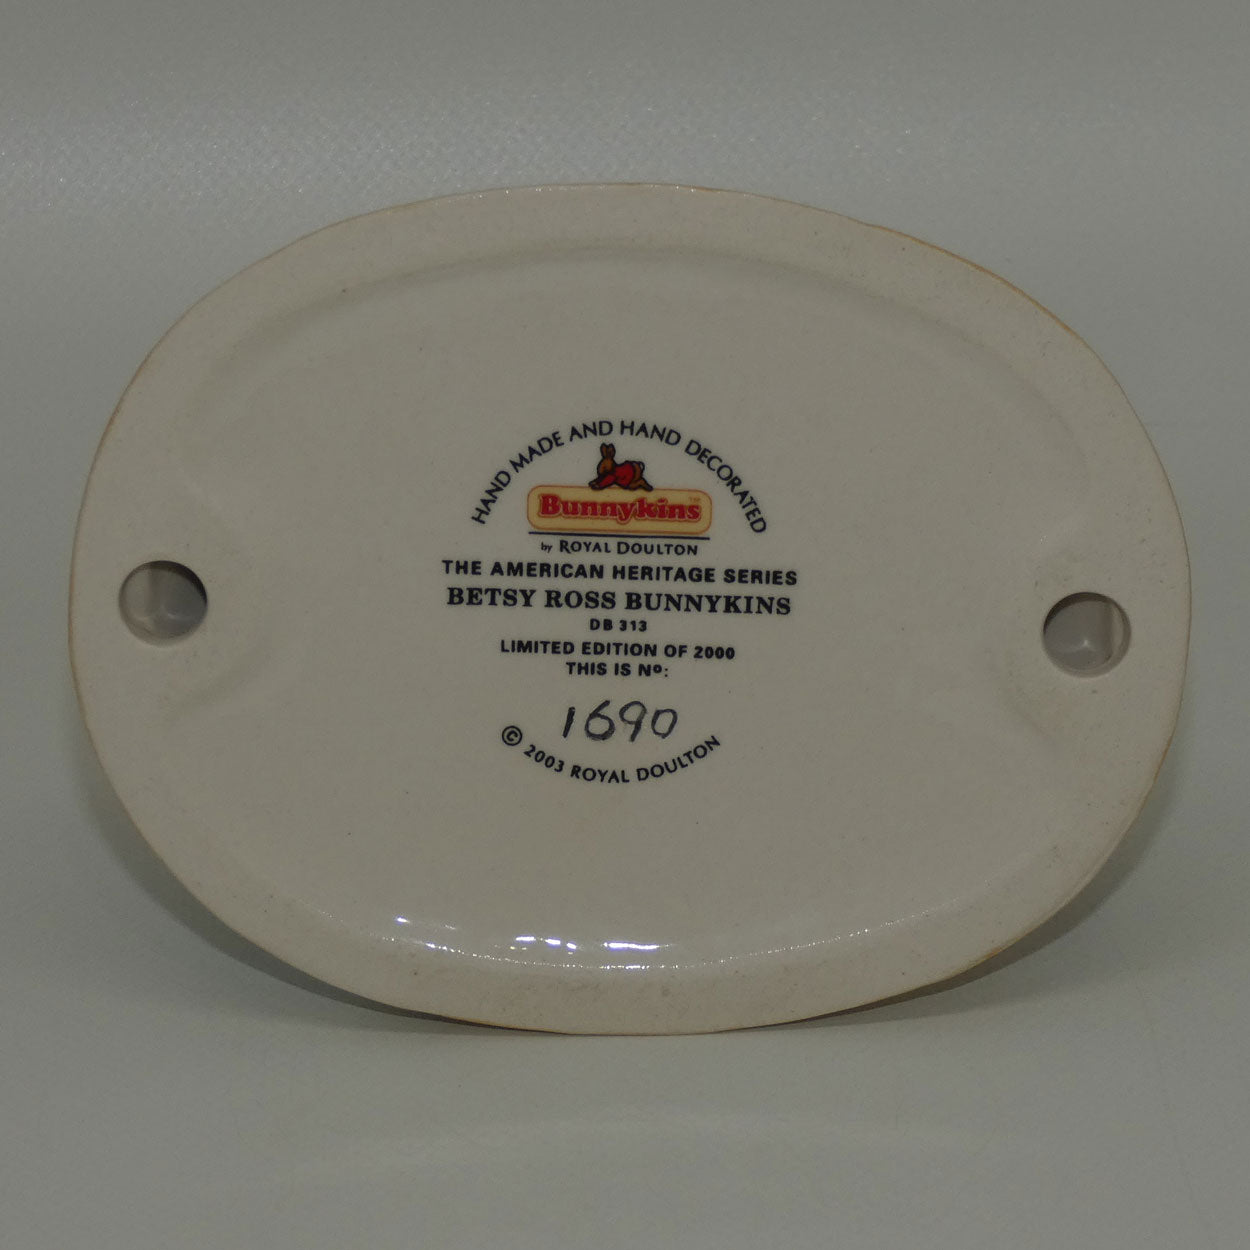 HAND MADE AND HAND DECORATED
Bunnykins™
by ROYAL DOULTON
THE AMERICAN HERITAGE SERIES
BETSY ROSS BUNNYKINS
DB 313
LIMITED EDITION OF 2000
THIS IS Nº:
1690
© 2003 ROYAL DOULTON